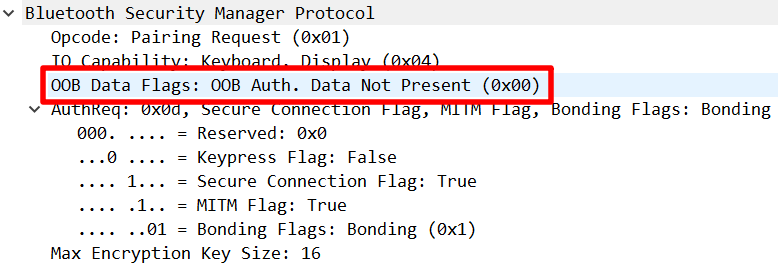 Bluetooth Security Manager Protocol
Opcode: Pairing Request (0x01)
IO Capability: Keyboard, Display (0x04)
OOB Data Flags: OOB Auth. Data Not Present (0x00)
AuthReq: 0x0d, Secure Connection Flag, MITM Flag, Bonding Flags: Bonding
000. .... = Reserved: 0x0
...0 .... = Keypress Flag: False
.... 1... = Secure Connection Flag: True
.... .1.. = MITM Flag: True
.... ..01 = Bonding Flags: Bonding (0x1)
Max Encryption Key Size: 16